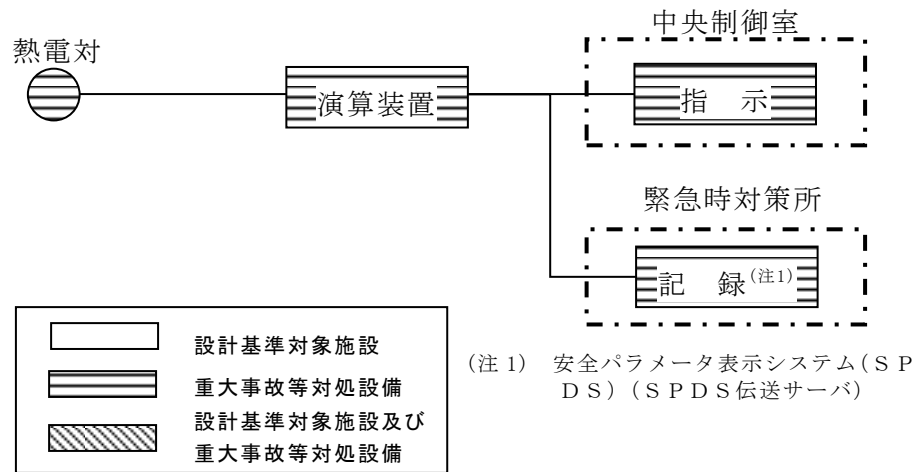 中央制御室
熱電対
演算装置
指 示
緊急時対策所
記 録(注1)
設計基準対象施設
重大事故等対処設備
設計基準対象施設及び
重大事故等対処設備
(注1) 安全パラメータ表示システム(SP
DS)(SPDS伝送サーバ)